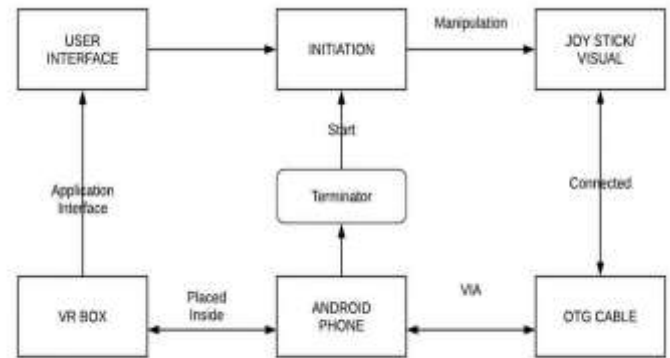 Manipulation
USER
INTERFACE
INITIATION
JOY STICK/
VISUAL
Start
Application
Interface
Terminator
Connected
Placed
Inside
VIA
VR BOX
ANDROID
PHONE
OTG CABLE